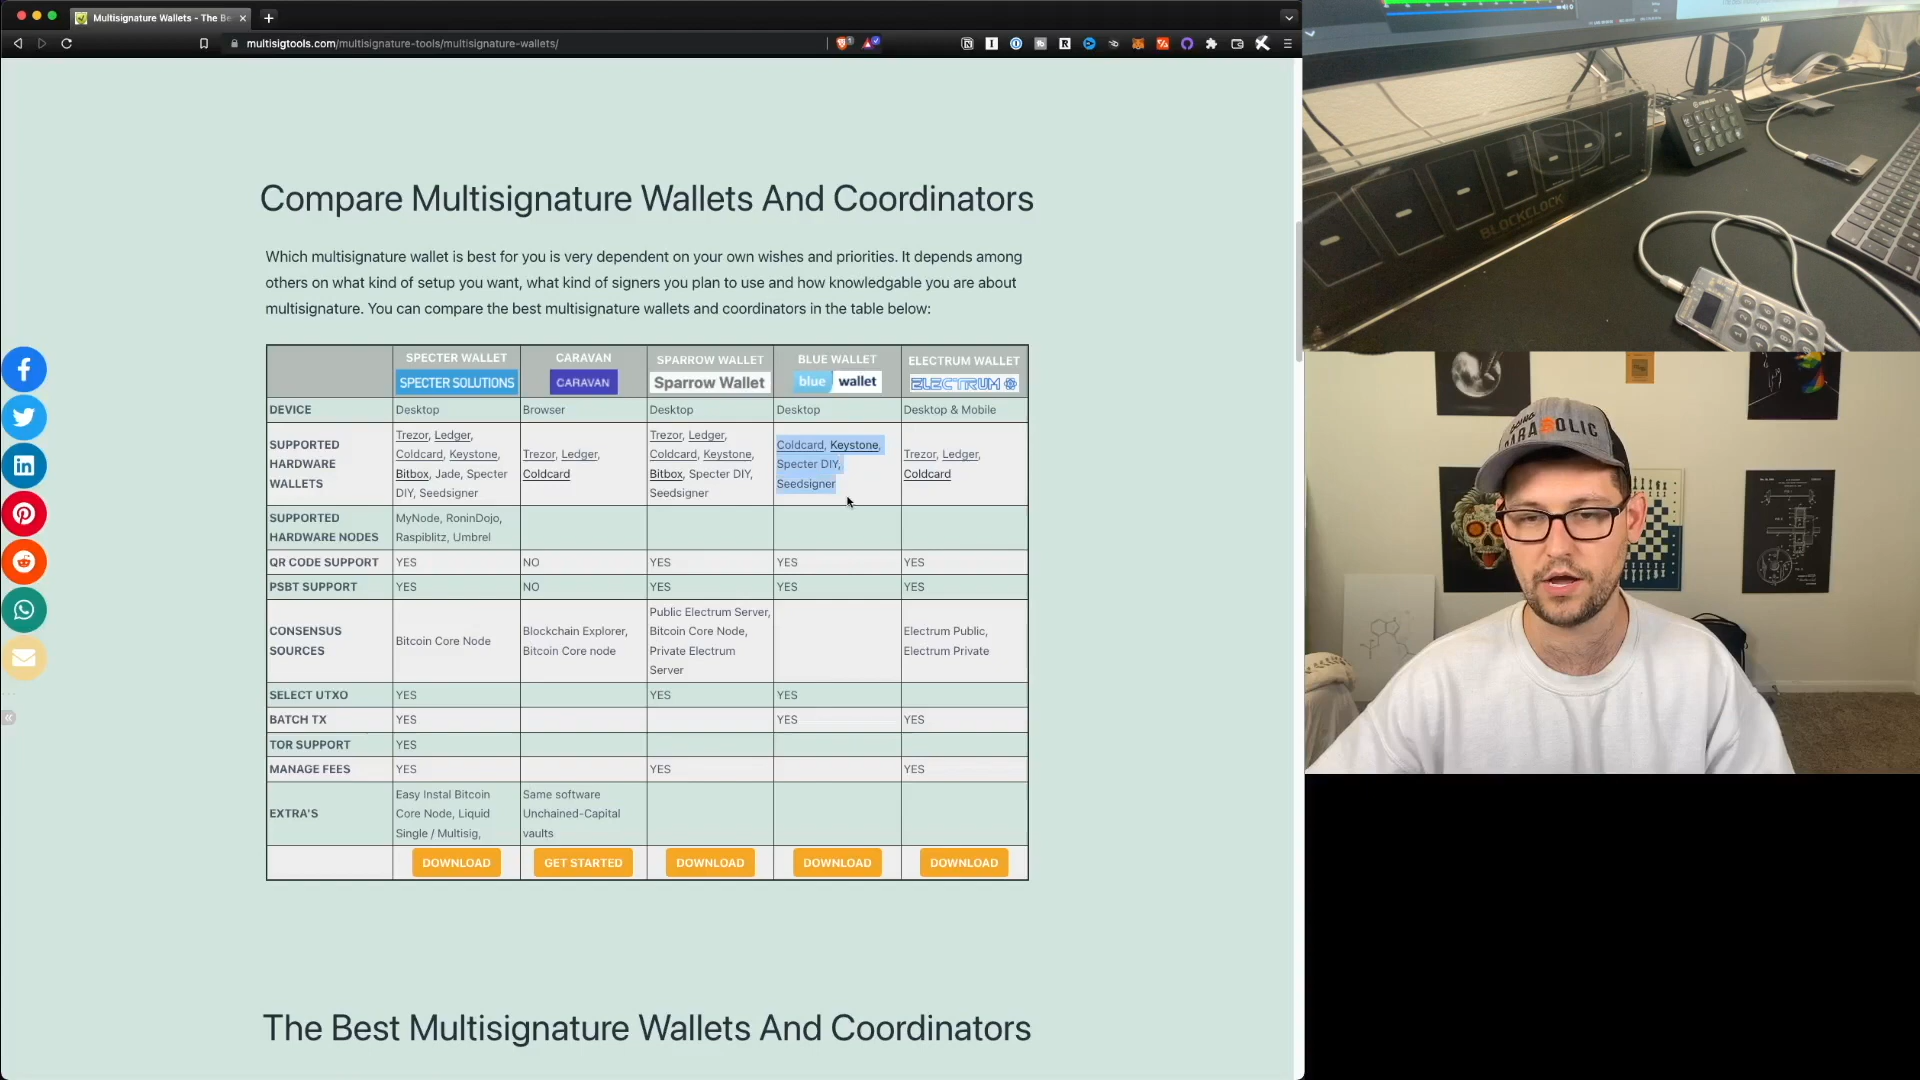 Multisignature Wallets - The Be
multisigtools.com/multisignature-tools/multisignature-wallets/
Compare Multisignature Wallets And Coordinators
Which multisignature wallet is best for you is very dependent on your own wishes and priorities. It depends among
others on what kind of setup you want, what kind of signers you plan to use and how knowledgable you are about
multisignature. You can compare the best multisignature wallets and coordinators in the table below:
SPECTER WALLET CARAVAN SPARROW WALLET BLUE WALLET ELECTRUM WALLET
SPECTER SOLUTIONS CARAVAN Sparrow Wallet blue wallet ELECTRUM
DEVICE Desktop Browser Desktop Desktop Desktop & Mobile
SUPPORTED
HARDWARE
WALLETS
Trezor, Ledger,
Coldcard, Keystone,
Bitbox, Jade, Specter
DIY, Seedsigner
Trezor, Ledger,
Coldcard
Trezor, Ledger,
Coldcard, Keystone,
Bitbox, Specter DIY,
Seedsigner
Coldcard, Keystone,
Specter DIY,
Seedsigner
Trezor, Ledger,
Coldcard
SUPPORTED
HARDWARE NODES
MyNode, RoninDojo,
Raspiblitz, Umbrel
QR CODE SUPPORT YES NO YES YES YES
PSBT SUPPORT YES NO YES YES YES
CONSENSUS
SOURCES
Bitcoin Core Node
Blockchain Explorer,
Bitcoin Core node
Public Electrum Server,
Bitcoin Core Node,
Private Electrum
Server
Electrum Public,
Electrum Private
SELECT UTXO YES YES YES
BATCH TX YES YES YES
TOR SUPPORT YES
MANAGE FEES YES YES YES
EXTRA'S
Easy Instal Bitcoin
Core Node, Liquid
Single / Multisig,
Same software
Unchained-Capital
vaults
DOWNLOAD GET STARTED DOWNLOAD DOWNLOAD DOWNLOAD
The Best Multisignature Wallets And Coordinators
BLOCKCLOCK
GOING
PARABOLIC